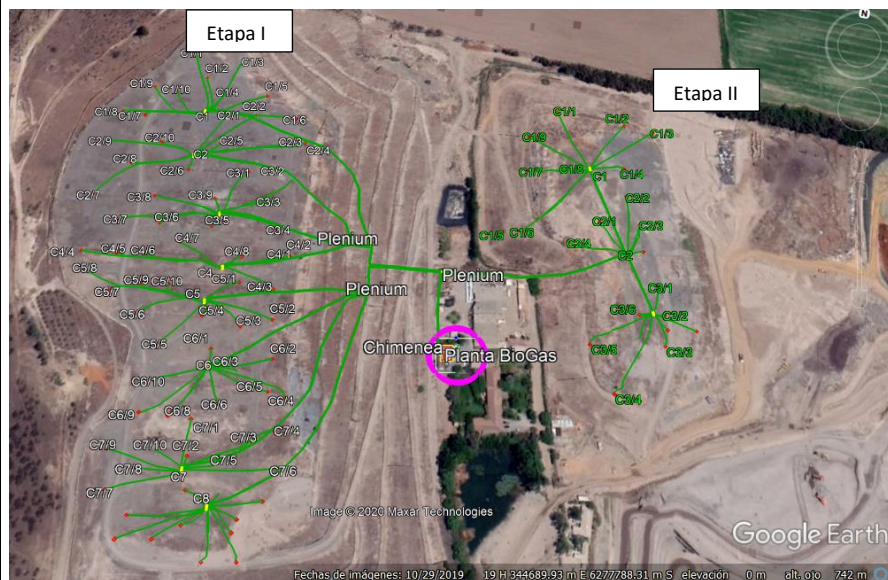 Etapa I
Etapa II
N
C1/1
C1/2
C1/3
C1/9
C1/10
C1/4
C1/5
C1/8
C1/7
C1
C2/1
C2/2
C1/6
C2/9
C2/10
C2/5
C2/3
C2/4
C2
C2/8
C2/6
C2/7
C3/1
C3/2
C3/8
C3/9
C3/3
C3/7
C3/6
C3/5
C3/4
C4/7
C4/2
C4/4
C4/5
C4/6
C4/8
C4/1
C5/8
C4
C5/1
C5/9
C5/10
C4/3
C5/7
C5
C5/4
C5/2
C5/6
C5/3
C5/5
C6/1
C6/3
C6/2
C6
C6/10
C6/5
C6/4
C6/9
C6/8
C6/6
C7/1
C7/9
C7/10
C7/2
C7/3
C7/4
C7/8
C7/5
C7
C7/6
C7/7
C8
Plenium
Plenium
Plenium
Chimenea
Planta BioGas
C1/1
C1/2
C1/3
C1/7
C1
C1/4
C1/5
C1/6
C2/2
C2/1
C2/3
C2/4
C2
C3/1
C3/6
C3/2
C3/5
C3/3
C3/4
Image © 2020 Maxar Technologies
Google Earth
Fechas de imágenes: 10/29/2019 19 H 344689.93 m E 6277788.31 m S elevación 0 m alt. ojo 742 m